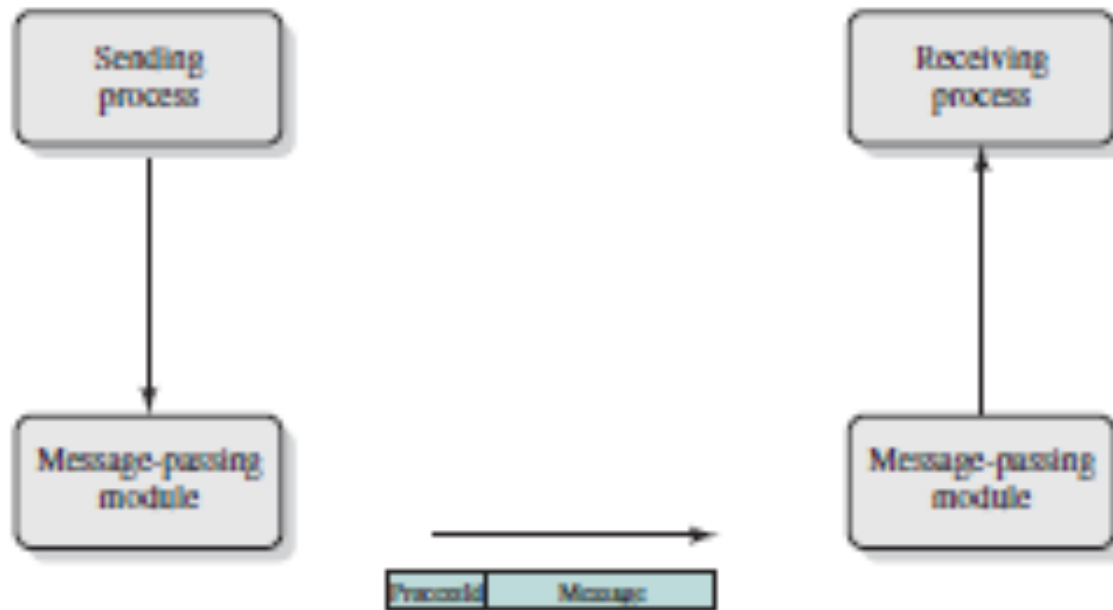 Sending
process
Receiving
process
Message-passing
module
Message-passing
module
ProcessId
Message